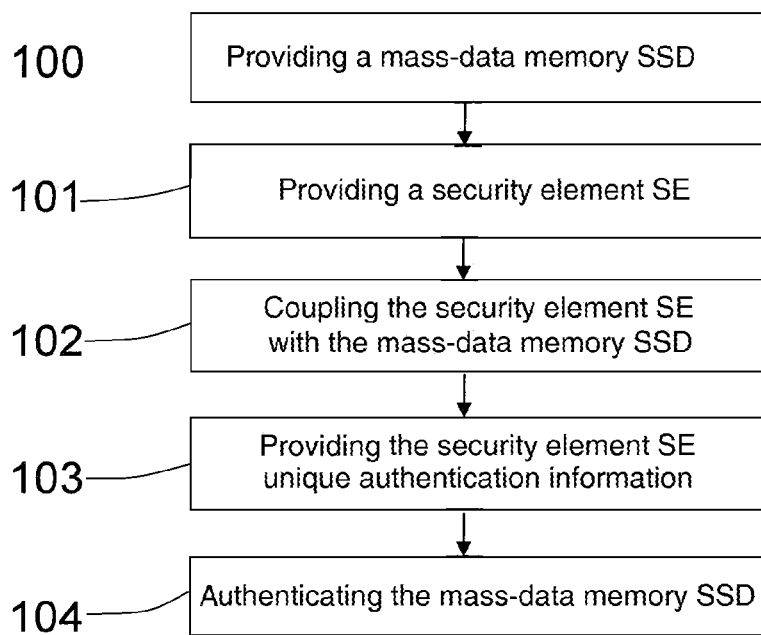 100
Providing a mass-data memory SSD
101
Providing a security element SE
102
Coupling the security element SE
with the mass-data memory SSD
103
Providing the security element SE
unique authentication information
104
Authenticating the mass-data memory SSD